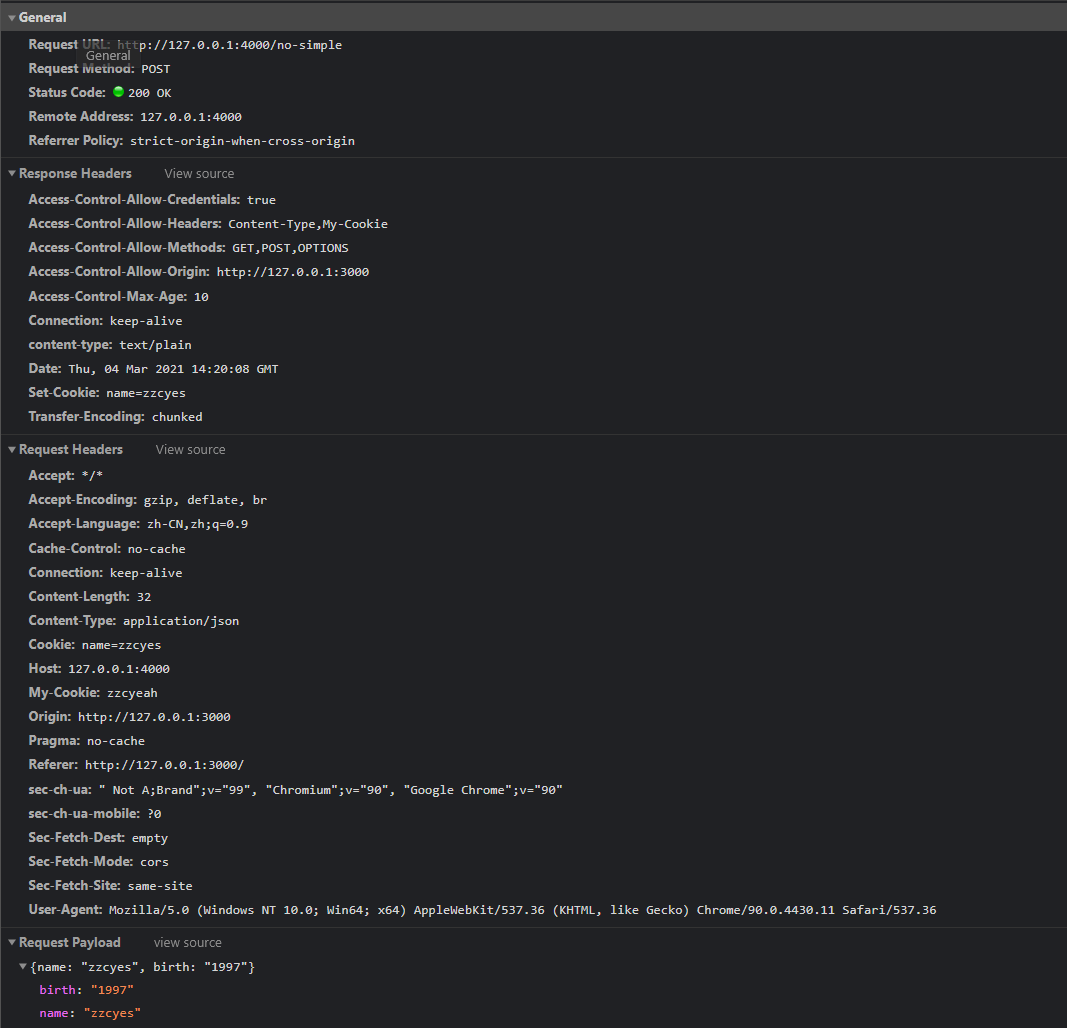 General
Request URL: http://127.0.0.1:4000/no-simple
General
Request Method: POST
Status Code: 200 OK
Remote Address: 127.0.0.1:4000
Referrer Policy: strict-origin-when-cross-origin
Response Headers View source
Access-Control-Allow-Credentials: true
Access-Control-Allow-Headers: Content-Type,My-Cookie
Access-Control-Allow-Methods: GET,POST,OPTIONS
Access-Control-Allow-Origin: http://127.0.0.1:3000
Access-Control-Max-Age: 10
Connection: keep-alive
content-type: text/plain
Date: Thu, 04 Mar 2021 14:20:08 GMT
Set-Cookie: name=zzcyes
Transfer-Encoding: chunked
Request Headers View source
Accept: */*
Accept-Encoding: gzip, deflate, br
Accept-Language: zh-CN,zh;q=0.9
Cache-Control: no-cache
Connection: keep-alive
Content-Length: 32
Content-Type: application/json
Cookie: name=zzcyes
Host: 127.0.0.1:4000
My-Cookie: zzcyeah
Origin: http://127.0.0.1:3000
Pragma: no-cache
Referer: http://127.0.0.1:3000/
sec-ch-ua: " Not A;Brand";v="99", "Chromium";v="90", "Google Chrome";v="90"
sec-ch-ua-mobile: ?0
Sec-Fetch-Dest: empty
Sec-Fetch-Mode: cors
Sec-Fetch-Site: same-site
User-Agent: Mozilla/5.0 (Windows NT 10.0; Win64; x64) AppleWebKit/537.36 (KHTML, like Gecko) Chrome/90.0.4430.11 Safari/537.36
Request Payload view source
{name: "zzcyes", birth: "1997"}
birth: "1997"
name: "zzcyes"